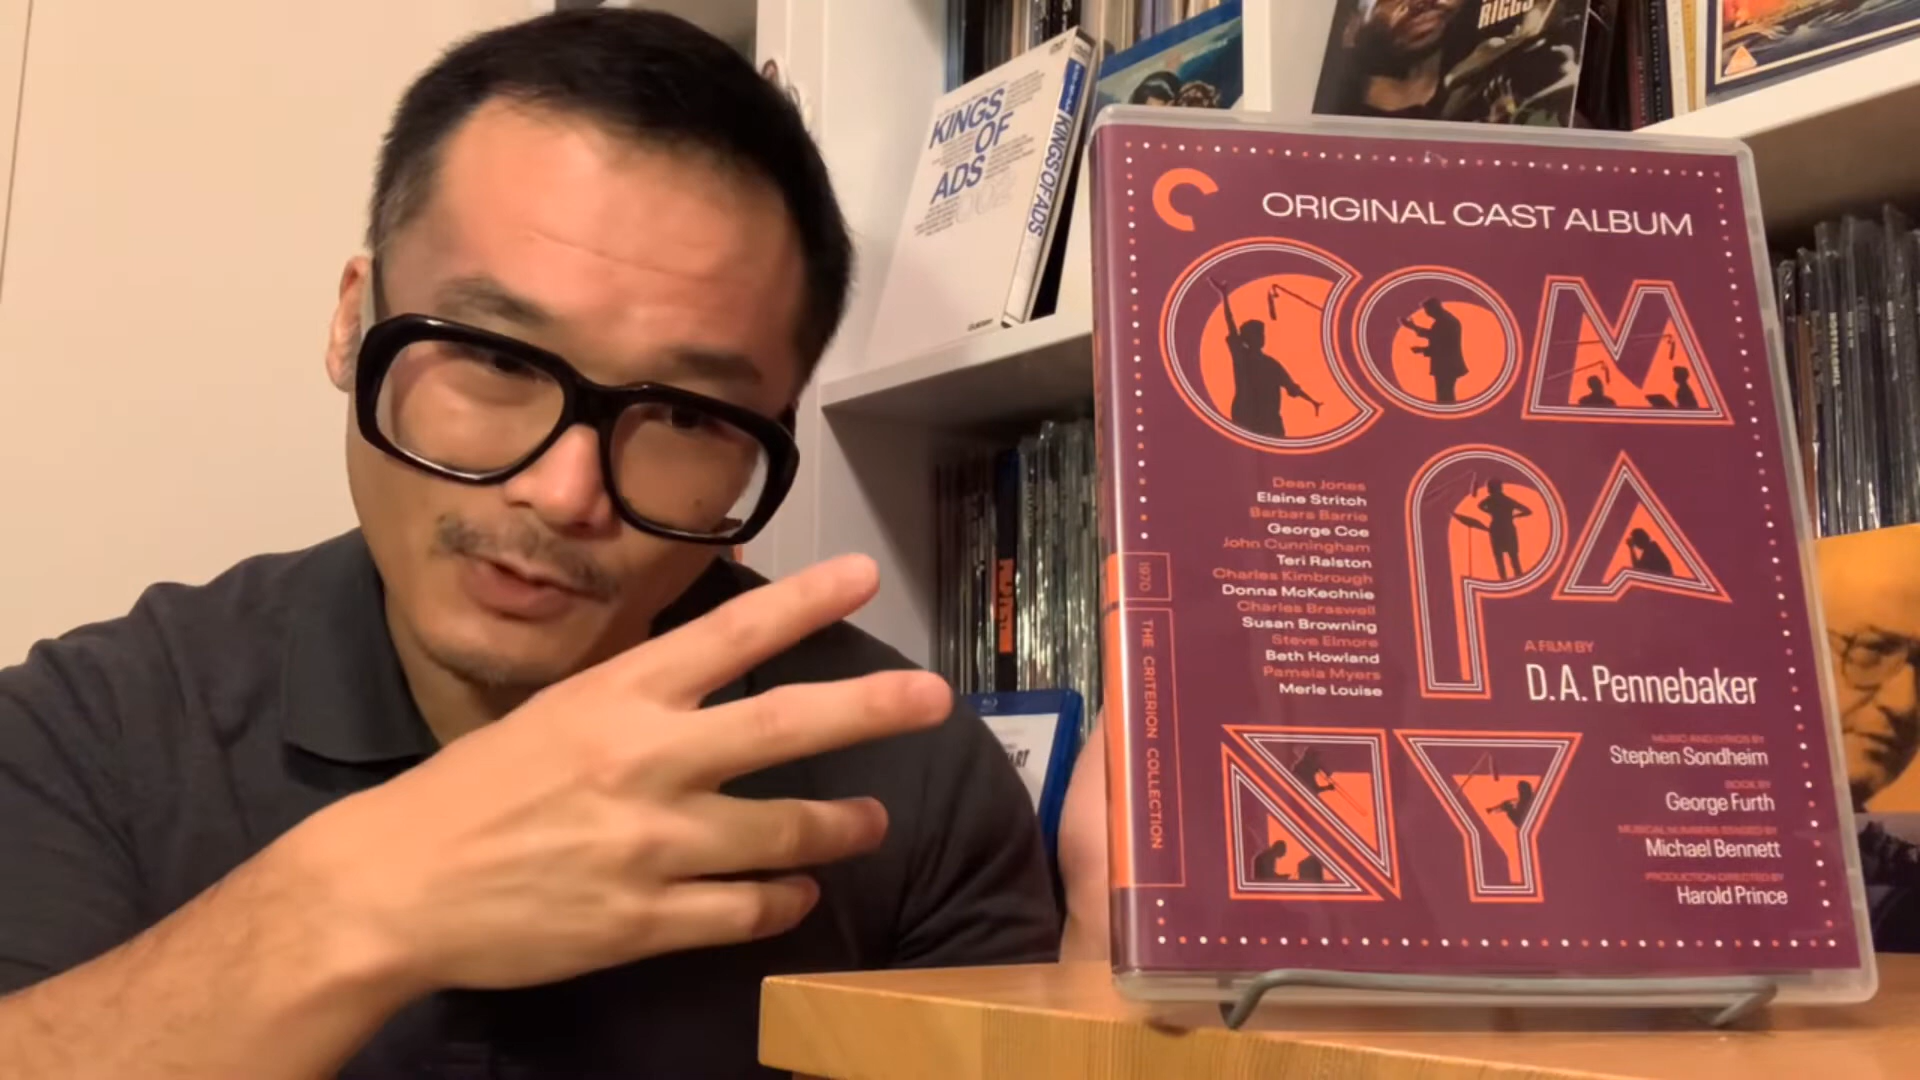 RIGGS
KINGS
OF
ADS
KINGS OF ADS
ORIGINAL CAST ALBUM
COM
PA
NY
Dean Jones
Elaine Stritch
Barbara Barrie
George Coe
John Cunningham
Teri Ralston
Charles Kimbrough
Donna McKechnie
Charles Braswell
Susan Browning
Steve Elmore
Beth Howland
Pamela Myers
Merle Louise
A FILM BY
D.A. Pennebaker
MUSIC AND LYRICS BY
Stephen Sondheim
BOOK BY
George Furth
MUSICAL NUMBERS STAGED BY
Michael Bennett
PRODUCTION DIRECTED BY
Harold Prince
1970
THE CRITERION COLLECTION